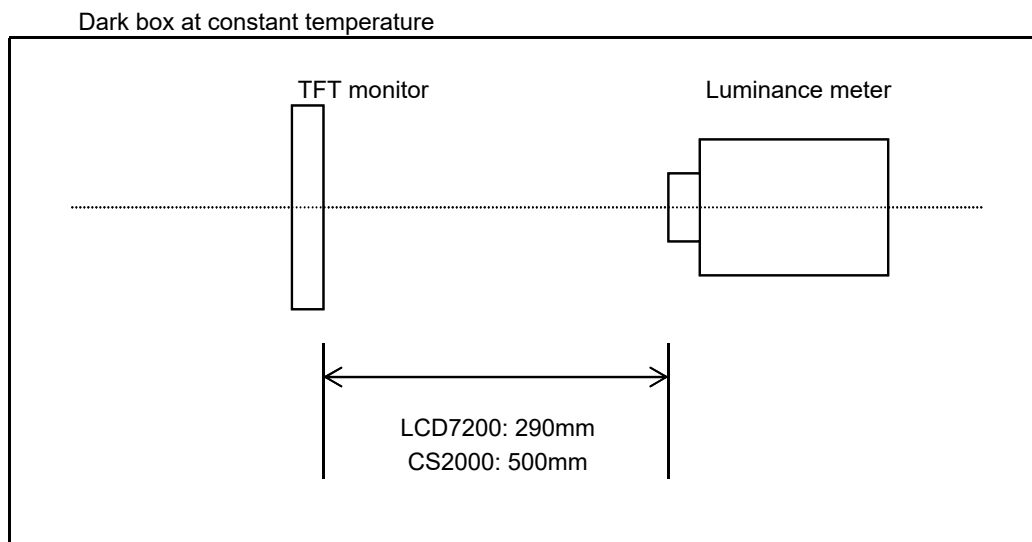 Dark box at constant temperature
TFT monitor
Luminance meter
LCD7200: 290mm
CS2000: 500mm